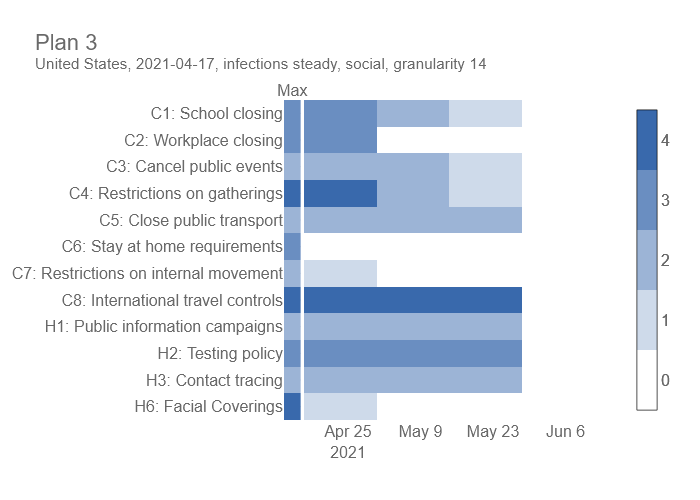 Plan 3
United States, 2021-04-17, infections steady, social, granularity 14
Max
C1: School closing
C2: Workplace closing
C3: Cancel public events
C4: Restrictions on gatherings
C5: Close public transport
C6: Stay at home requirements
C7: Restrictions on internal movement
C8: International travel controls
H1: Public information campaigns
H2: Testing policy
H3: Contact tracing
H6: Facial Coverings
Apr 25 May 9 May 23 Jun 6
2021
4
3
2
1
0